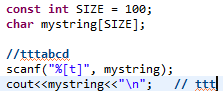 const int SIZE = 100;
char mystring[SIZE];
//tttabcd
scanf("%[t]", mystring);
cout<<mystring<<"\n";   // ttt